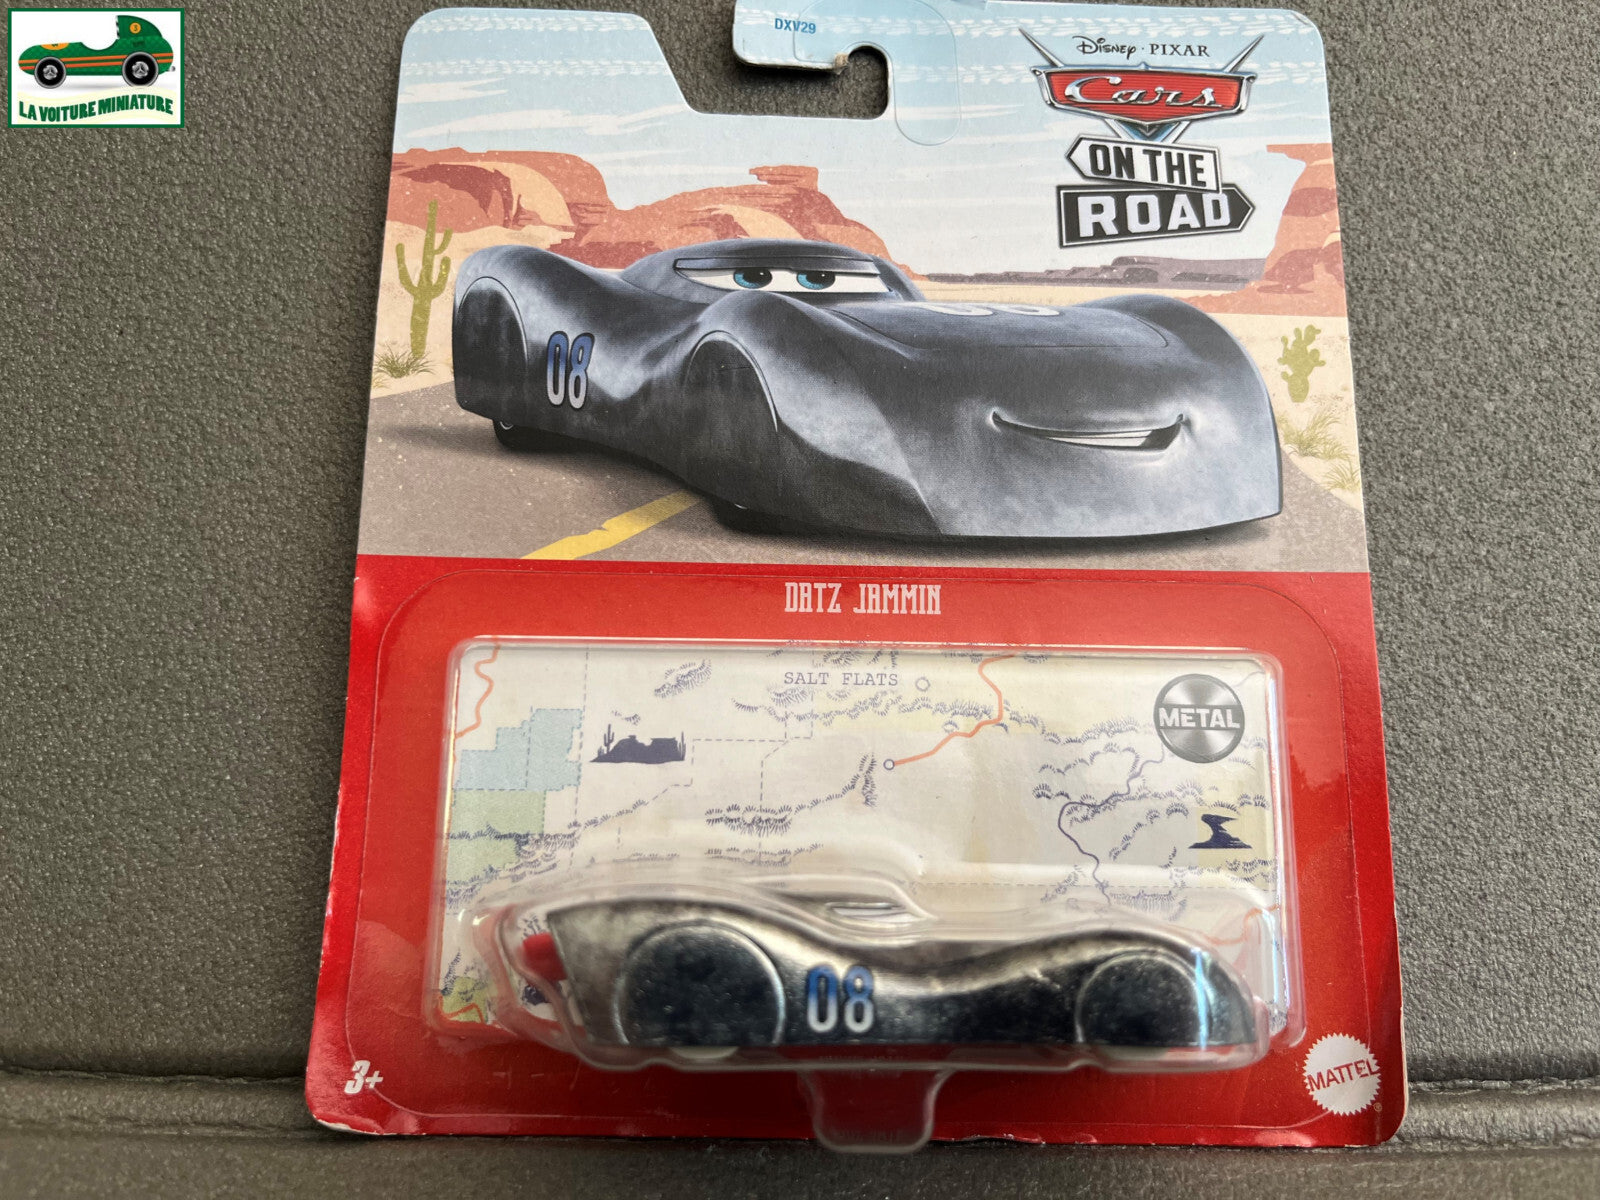 LA VOITURE MINIATURE
DXV29
Disney · PIXAR
Cars
ON THE
ROAD
08
DATZ JAMMIN
SALT FLATS
METAL
08
3+
MATTEL